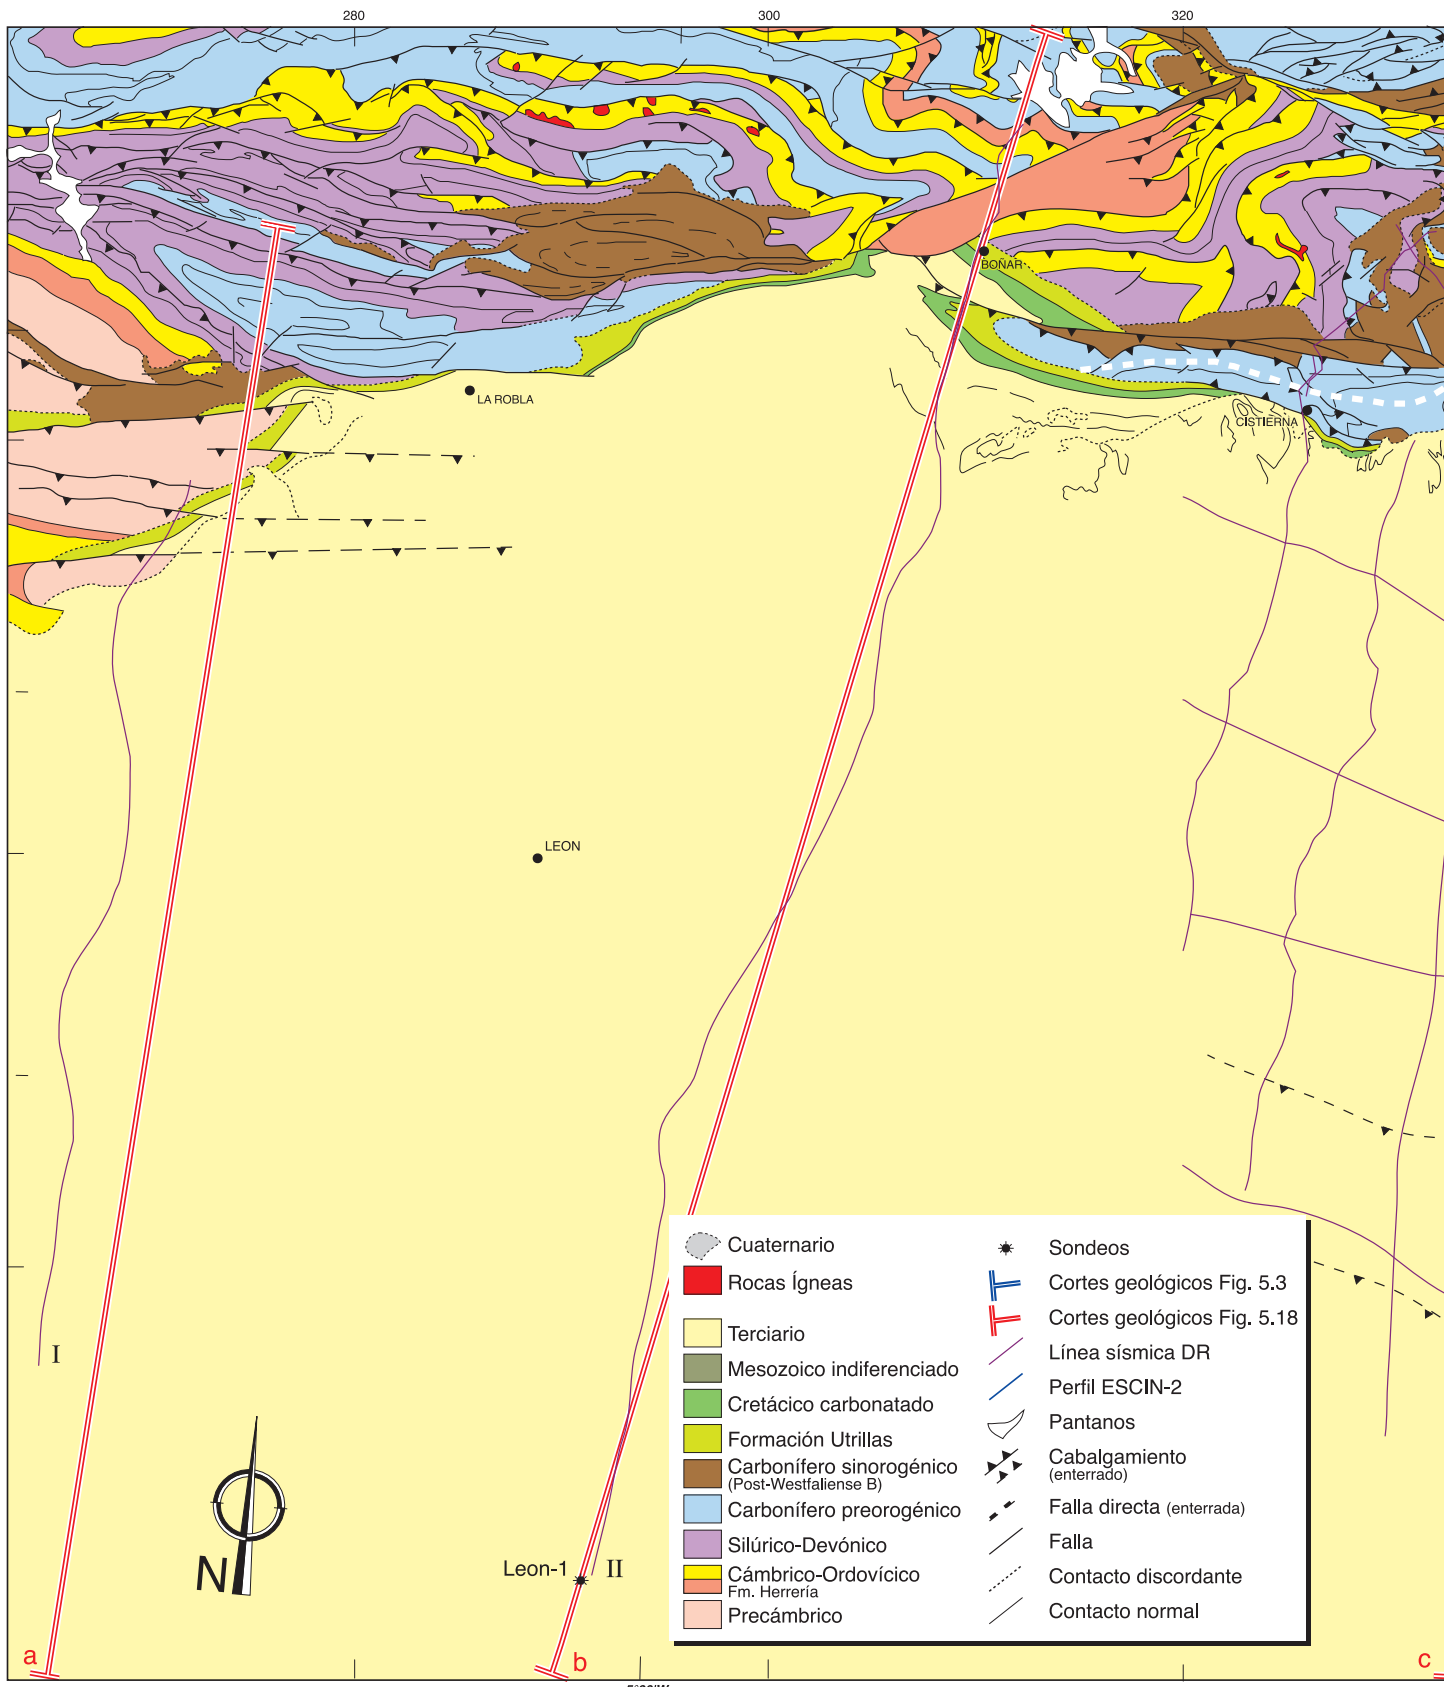 280
300
320
BOÑAR
LA ROBLA
CISTIERNA
LEON
I
N
Leon-1
II
a
b
c
Cuaternario
Rocas Ígneas
Terciario
Mesozoico indiferenciado
Cretácico carbonatado
Formación Utrillas
Carbonífero sinorogénico
(Post-Westfaliense B)
Carbonífero preorogénico
Silúrico-Devónico
Cámbrico-Ordovícico
Fm. Herrería
Precámbrico
Sondeos
Cortes geológicos Fig. 5.3
Cortes geológicos Fig. 5.18
Línea sísmica DR
Perfil ESCIN-2
Pantanos
Cabalgamiento
(enterrado)
Falla directa (enterrada)
Falla
Contacto discordante
Contacto normal